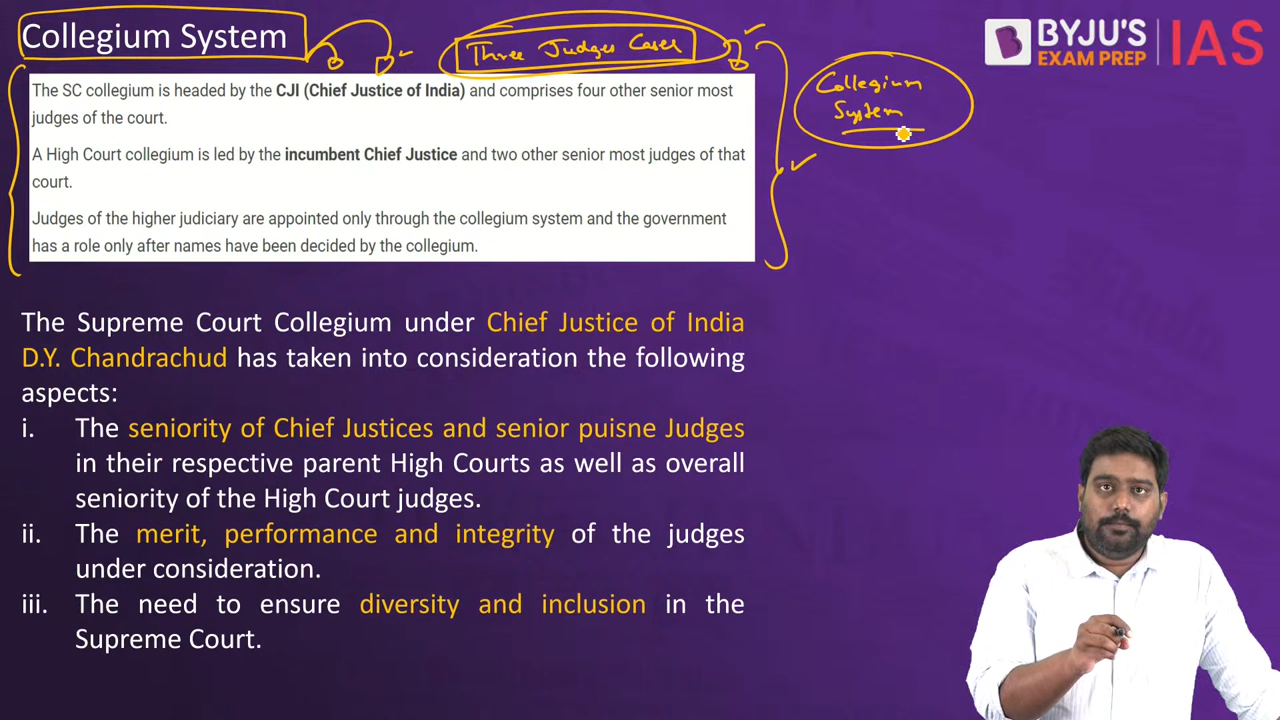 Collegium System
Three Judges Cases
BYJU'S
EXAM PREP
IAS
Collegium
System
The SC collegium is headed by the CJI (Chief Justice of India) and comprises four other senior most
judges of the court.
A High Court collegium is led by the incumbent Chief Justice and two other senior most judges of that
court.
Judges of the higher judiciary are appointed only through the collegium system and the government
has a role only after names have been decided by the collegium.
The Supreme Court Collegium under Chief Justice of India
D.Y. Chandrachud has taken into consideration the following
aspects:
i. The seniority of Chief Justices and senior puisne Judges
in their respective parent High Courts as well as overall
seniority of the High Court judges.
ii. The merit, performance and integrity of the judges
under consideration.
iii. The need to ensure diversity and inclusion in the
Supreme Court.